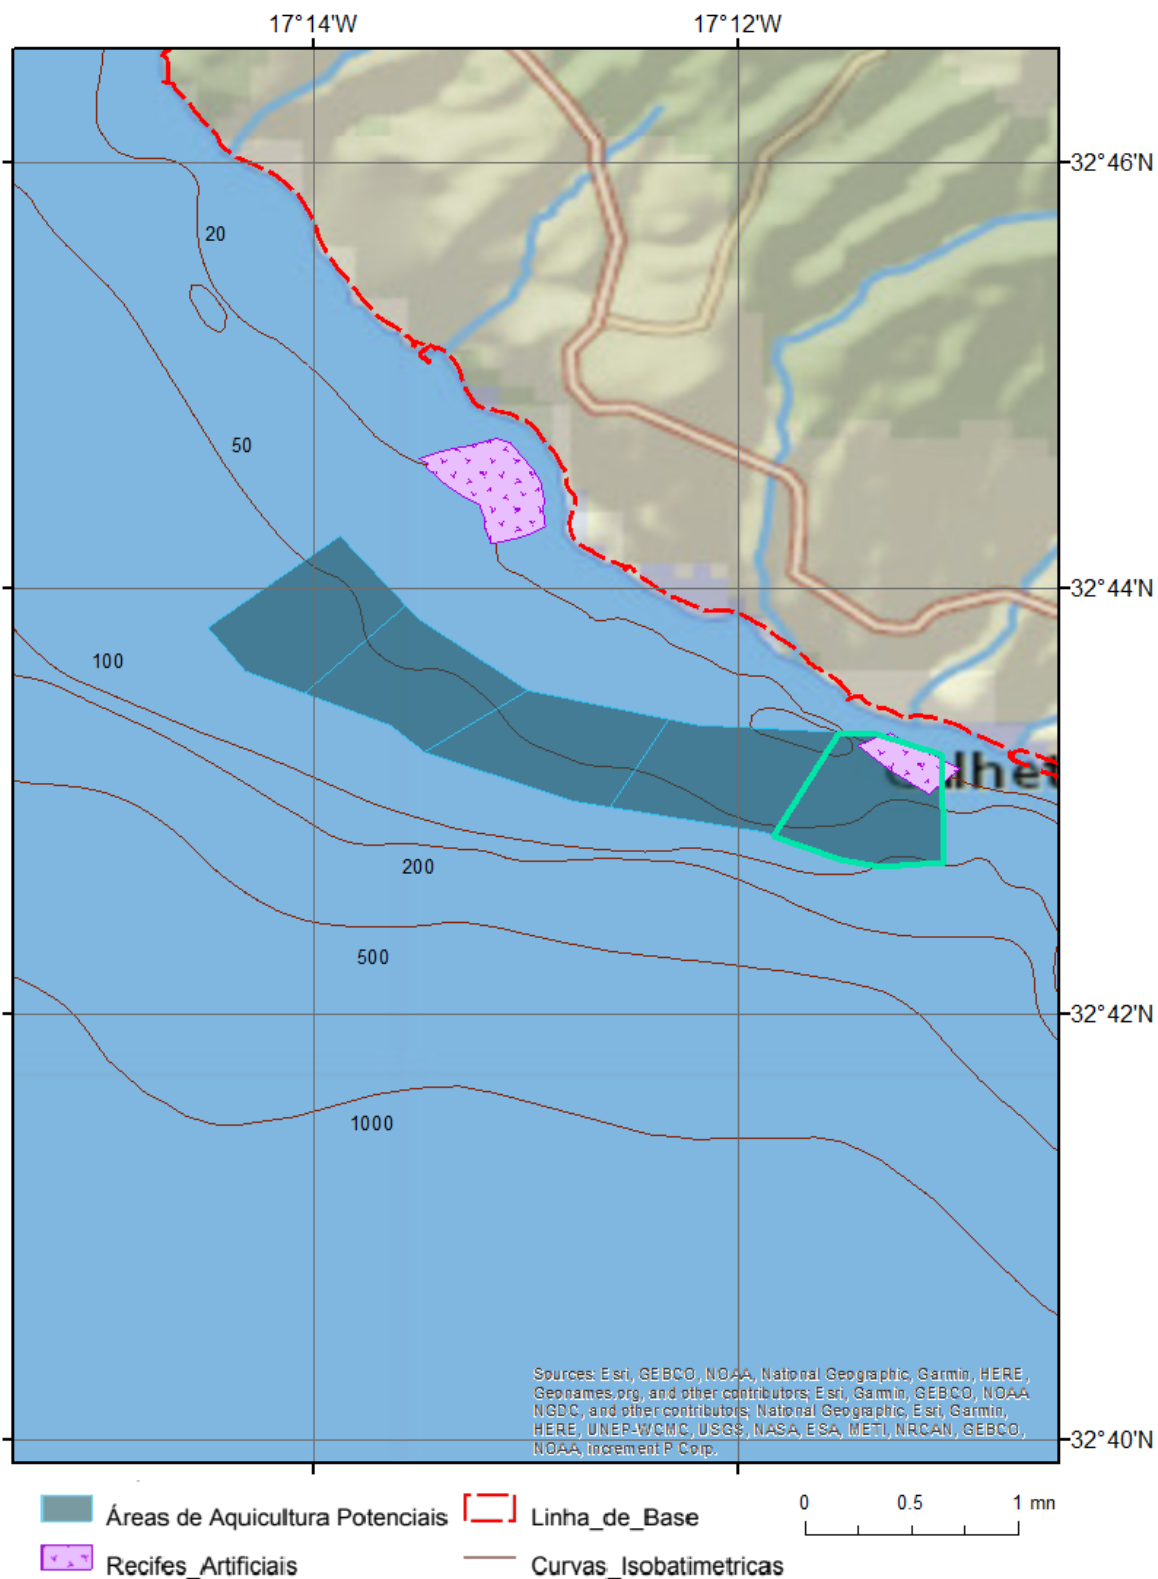 17°14'W
17°12'W
32°46'N
20
50
32°44'N
100
200
500
32°42'N
1000
Sources: Esri, GEBCO, NOAA, National Geographic, Garmin, HERE,
Geonames.org, and other contributors; Esri, Garmin, GEBCO, NOAA
NGDC, and other contributors; National Geographic, Esri, Garmin,
HERE, UNEP-WCMC, USGS, NASA, ESA, METI, NRCAN, GEBCO,
NOAA, increment P Corp.
32°40'N
Áreas de Aquicultura Potenciais
Linha_de_Base
0 0.5 1 mn
Recifes_Artificiais
Curvas_Isobatimetricas